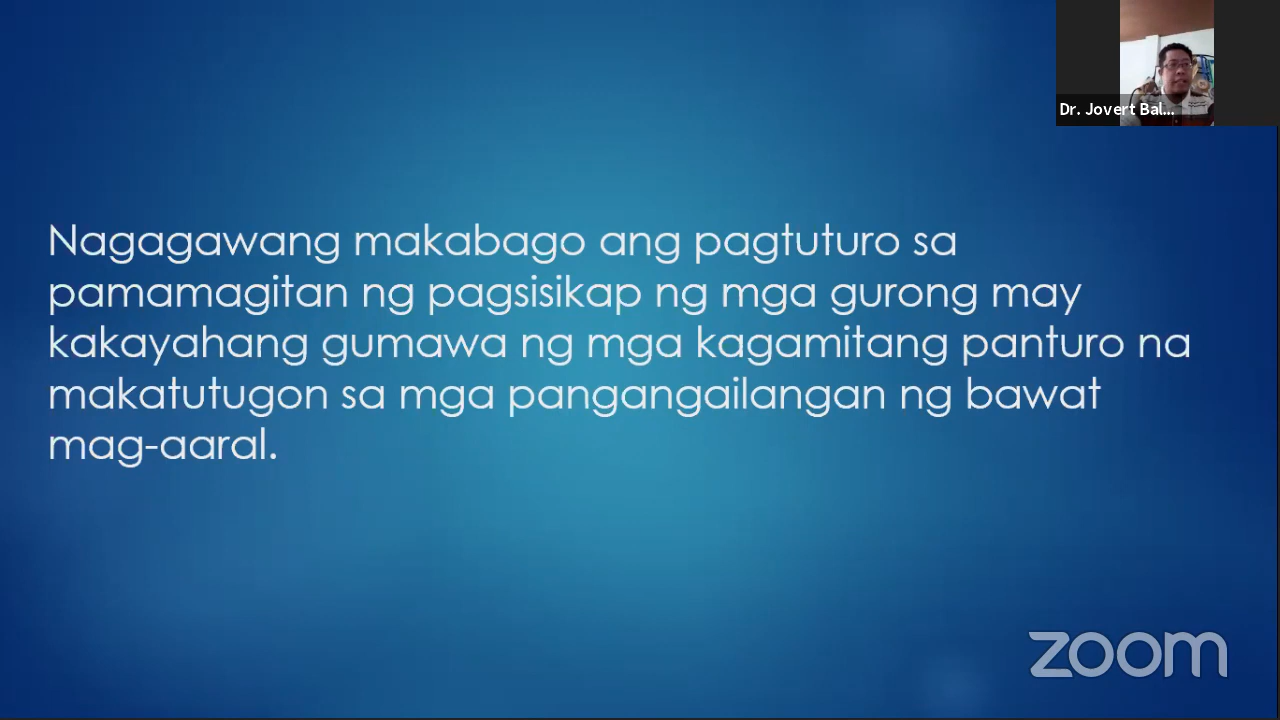 Dr. Jovert Bal...
Nagagawang makabago ang pagtuturo sa
pamamagitan ng pagsisikap ng mga gurong may
kakayahang gumawa ng mga kagamitang panturo na
makatutugon sa mga pangangailangan ng bawat
mag-aaral.
zoom